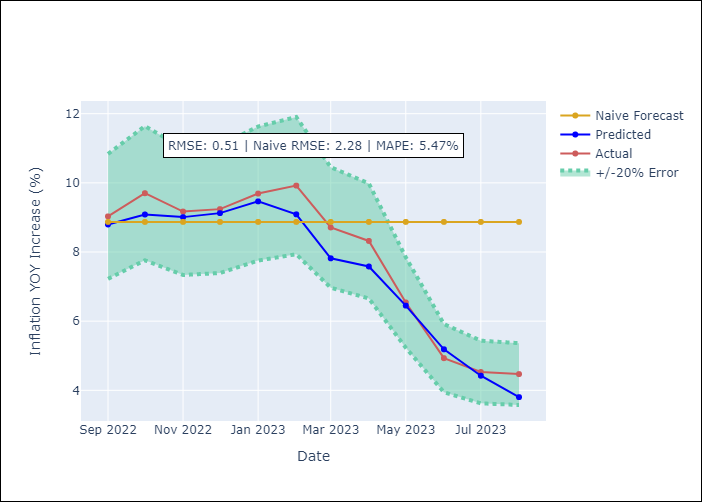 12
10
8
6
4
Inflation YOY Increase (%)
RMSE: 0.51 | Naive RMSE: 2.28 | MAPE: 5.47%
Sep 2022
Nov 2022
Jan 2023
Mar 2023
May 2023
Jul 2023
Date
Naive Forecast
Predicted
Actual
+/-20% Error